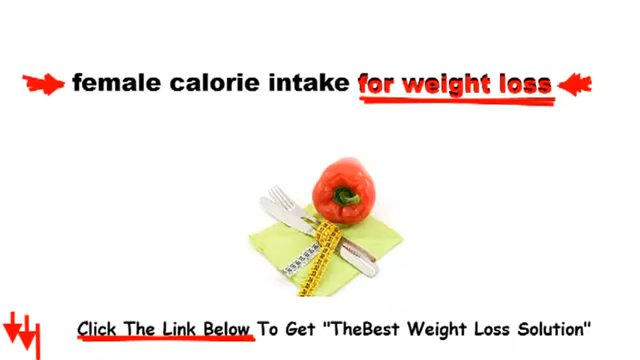 female calorie intake for weight loss
Click The Link Below To Get "TheBest Weight Loss Solution"